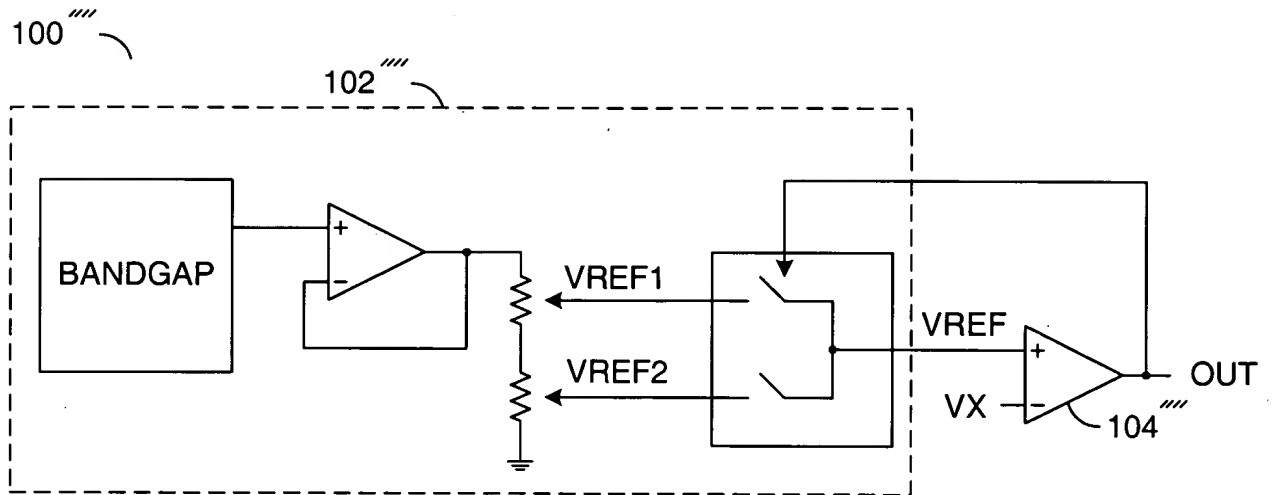 100 ////
102 ////
BANDGAP
+
-
VREF1
VREF2
VREF
+
-
VX
OUT
104 ////